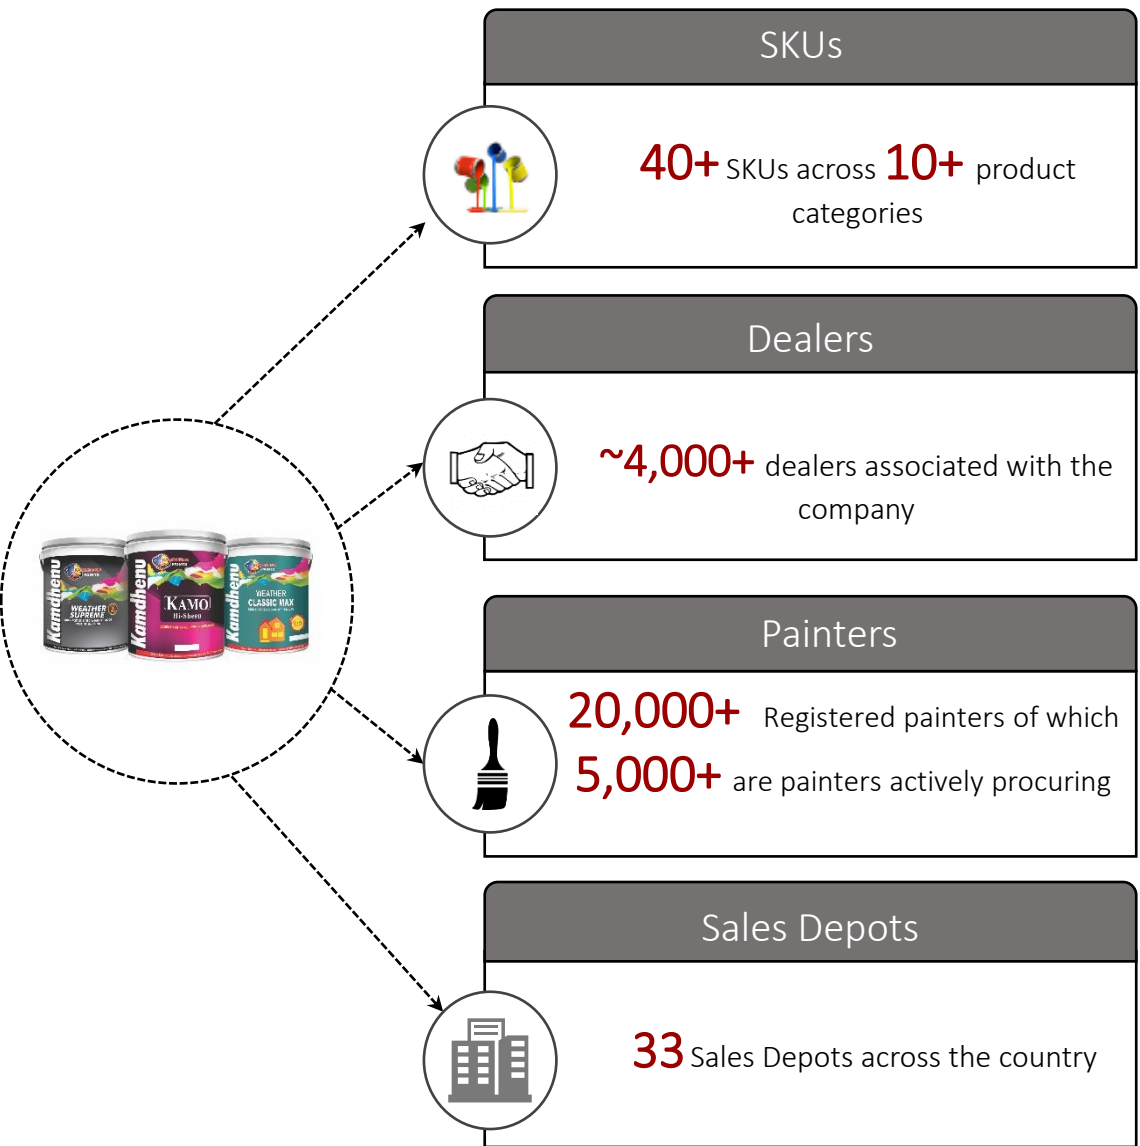 SKUs
40+ SKUs across 10+ product
categories
Dealers
~4,000+ dealers associated with the
company
Kamdhenu
WEATHER
SUPREME
Kamdhenu
KAMO
Hi-Sheen
Kamdhenu
WEATHER
CLASSIC MAX
Painters
20,000+ Registered painters of which
5,000+ are painters actively procuring
Sales Depots
33 Sales Depots across the country